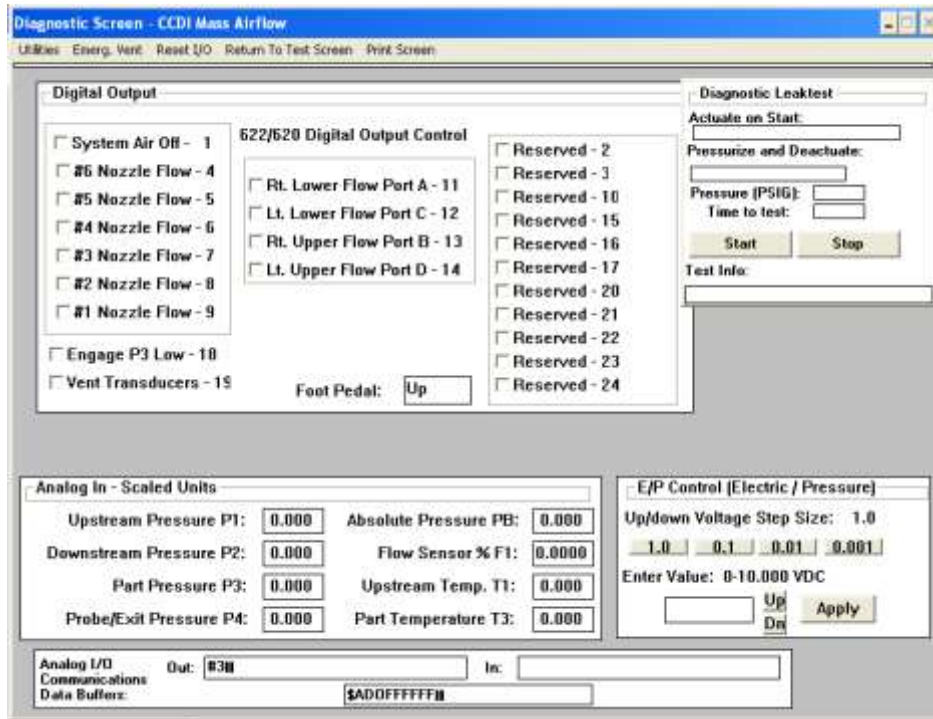 Diagnostic Screen - CCDI Mass Airflow
Utilities Emerg. Vent Reset I/O Return To Test Screen Print Screen
Digital Output
System Air Off - 1
#6 Nozzle Flow - 4
#5 Nozzle Flow - 5
#4 Nozzle Flow - 6
#3 Nozzle Flow - 7
#2 Nozzle Flow - 8
#1 Nozzle Flow - 9
Engage P3 Low - 18
Vent Transducers - 19
622/620 Digital Output Control
Rt. Lower Flow Port A - 11
Lt. Lower Flow Port C - 12
Rt. Upper Flow Port B - 13
Lt. Upper Flow Port D - 14
Foot Pedal: Up
Reserved - 2
Reserved - 3
Reserved - 10
Reserved - 15
Reserved - 16
Reserved - 17
Reserved - 20
Reserved - 21
Reserved - 22
Reserved - 23
Reserved - 24
Diagnostic Leaktest
Actuate on Start:
Pressurize and Deactuate:
Pressure (PSIG):
Time to test:
Start Stop
Test Info:
Analog In - Scaled Units
Upstream Pressure P1: 0.000 Absolute Pressure PB: 0.000
Downstream Pressure P2: 0.000 Flow Sensor % F1: 0.0000
Part Pressure P3: 0.000 Upstream Temp. T1: 0.000
Probe/Exit Pressure P4: 0.000 Part Temperature T3: 0.000
E/P Control (Electric / Pressure)
Up/down Voltage Step Size: 1.0
1.0 0.1 0.01 0.001
Enter Value: 0-10.000 VDC
Up
Dn
Apply
Analog I/O
Communications
Data Buffers:
Out: #3
In:
$AD0FFFFFF